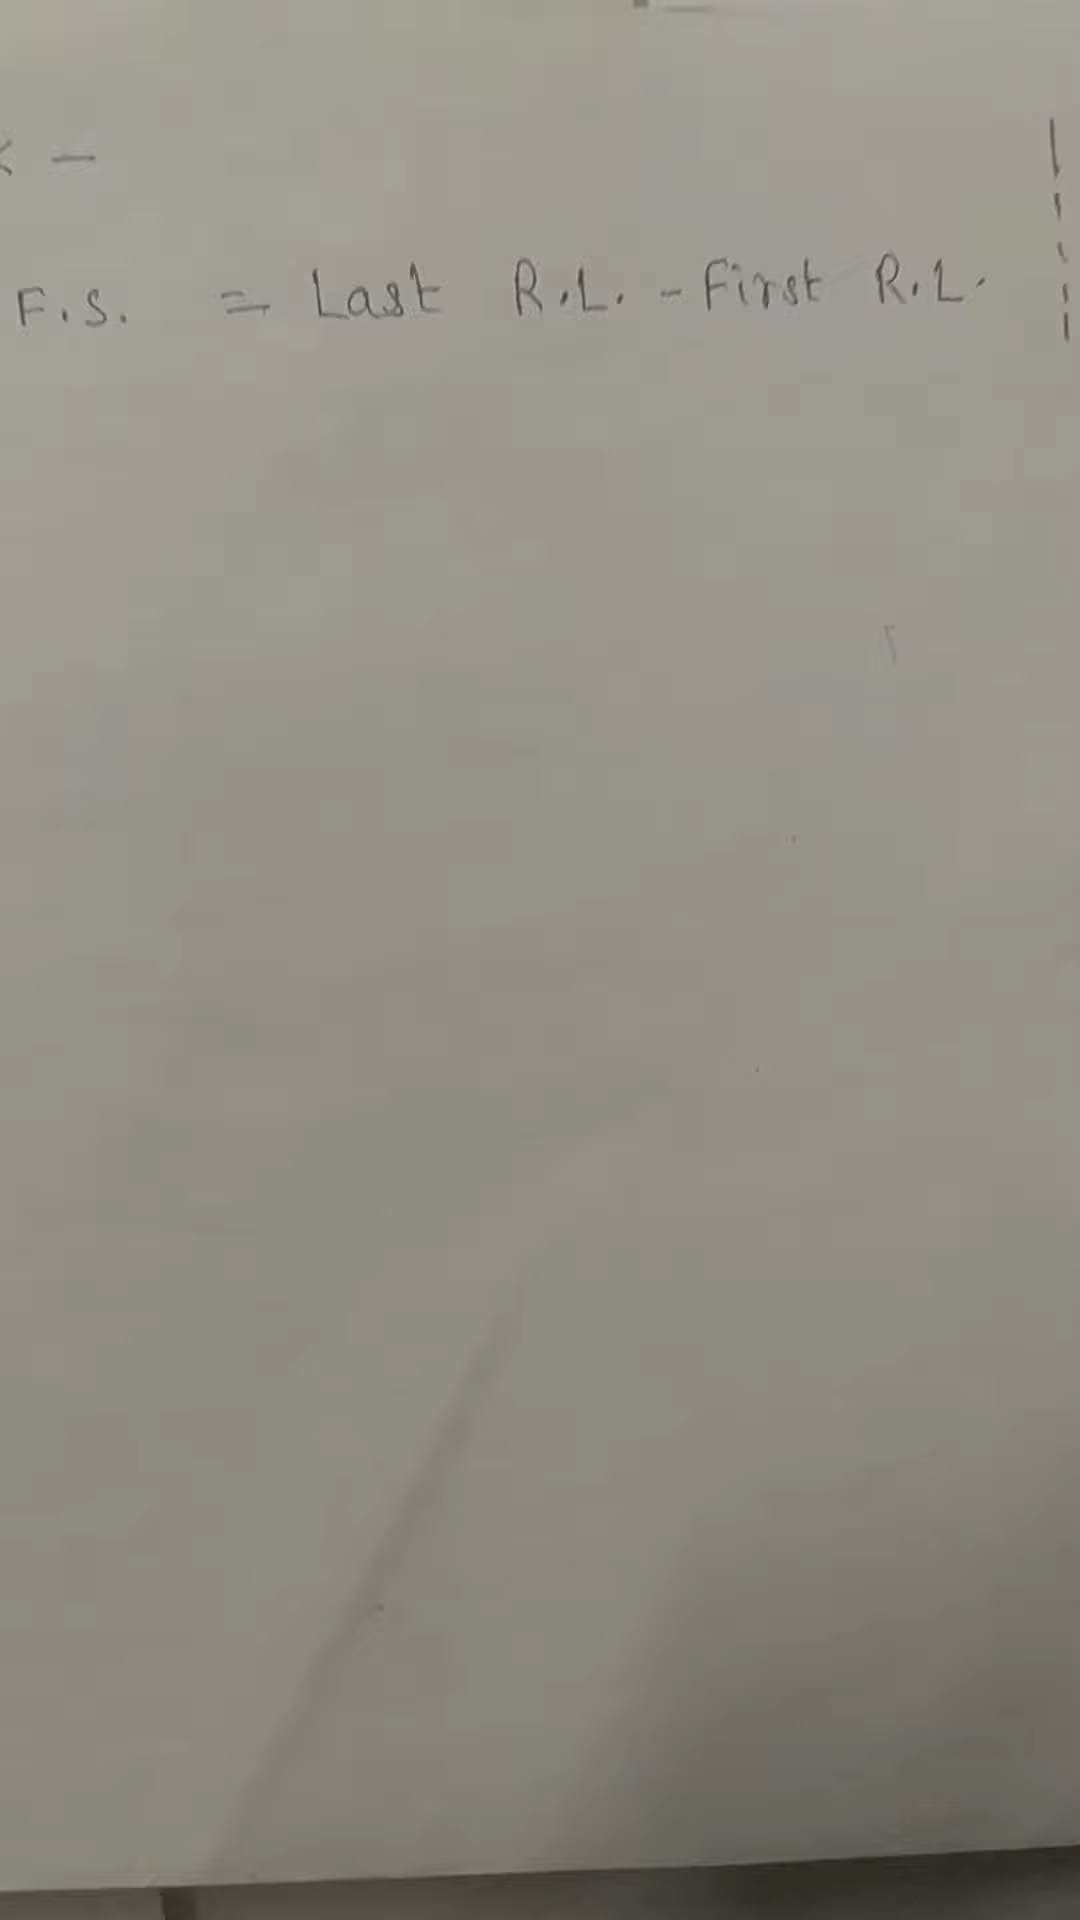 -
F.S. = Last R.L. - First R.L.